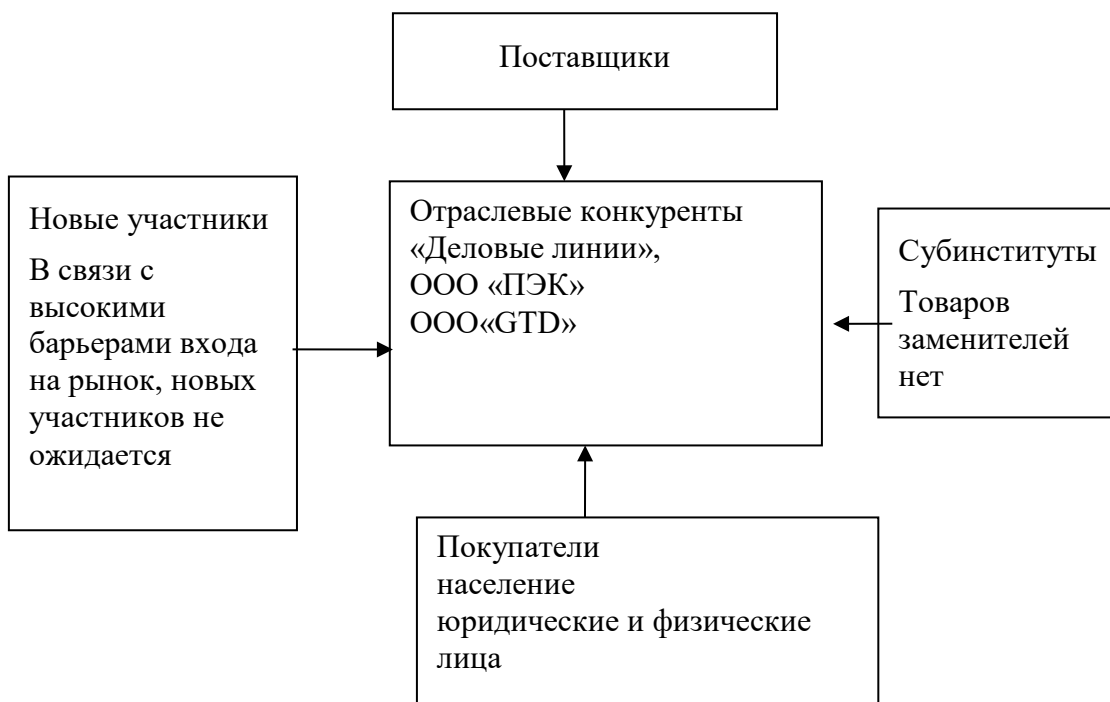 Поставщики
Новые участники
В связи с
высокими
барьерами входа
на рынок, новых
участников не
ожидается
Отраслевые конкуренты
«Деловые линии»,
ООО «ПЭК»
ООО«GTD»
Субинституты
Товаров
заменителей
нет
Покупатели
население
юридические и физические
лица